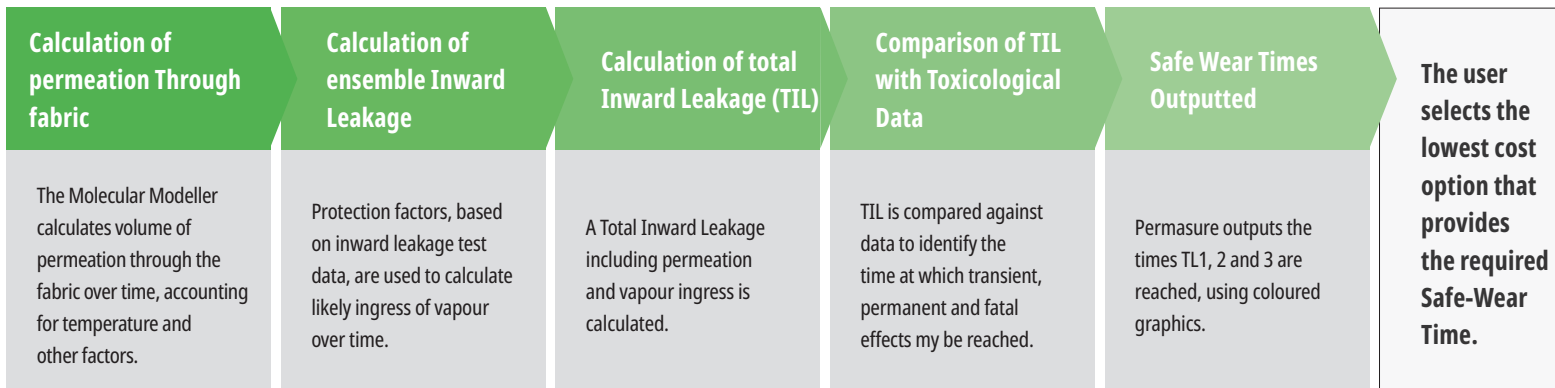 Calculation of
permeation Through
fabric
The Molecular Modeller
calculates volume of
permeation through the
fabric over time, accounting
for temperature and
other factors.
Calculation of
ensemble Inward
Leakage
Protection factors, based
on inward leakage test
data, are used to calculate
likely ingress of vapour
over time.
Calculation of total
Inward Leakage (TIL)
A Total Inward Leakage
including permeation
and vapour ingress is
calculated.
Comparison of TIL
with Toxicological
Data
TIL is compared against
data to identify the
time at which transient,
permanent and fatal
effects my be reached.
Safe Wear Times
Outputted
Permasure outputs the
times TL1, 2 and 3 are
reached, using coloured
graphics.
The user
selects the
lowest cost
option that
provides
the required
Safe-Wear
Time.